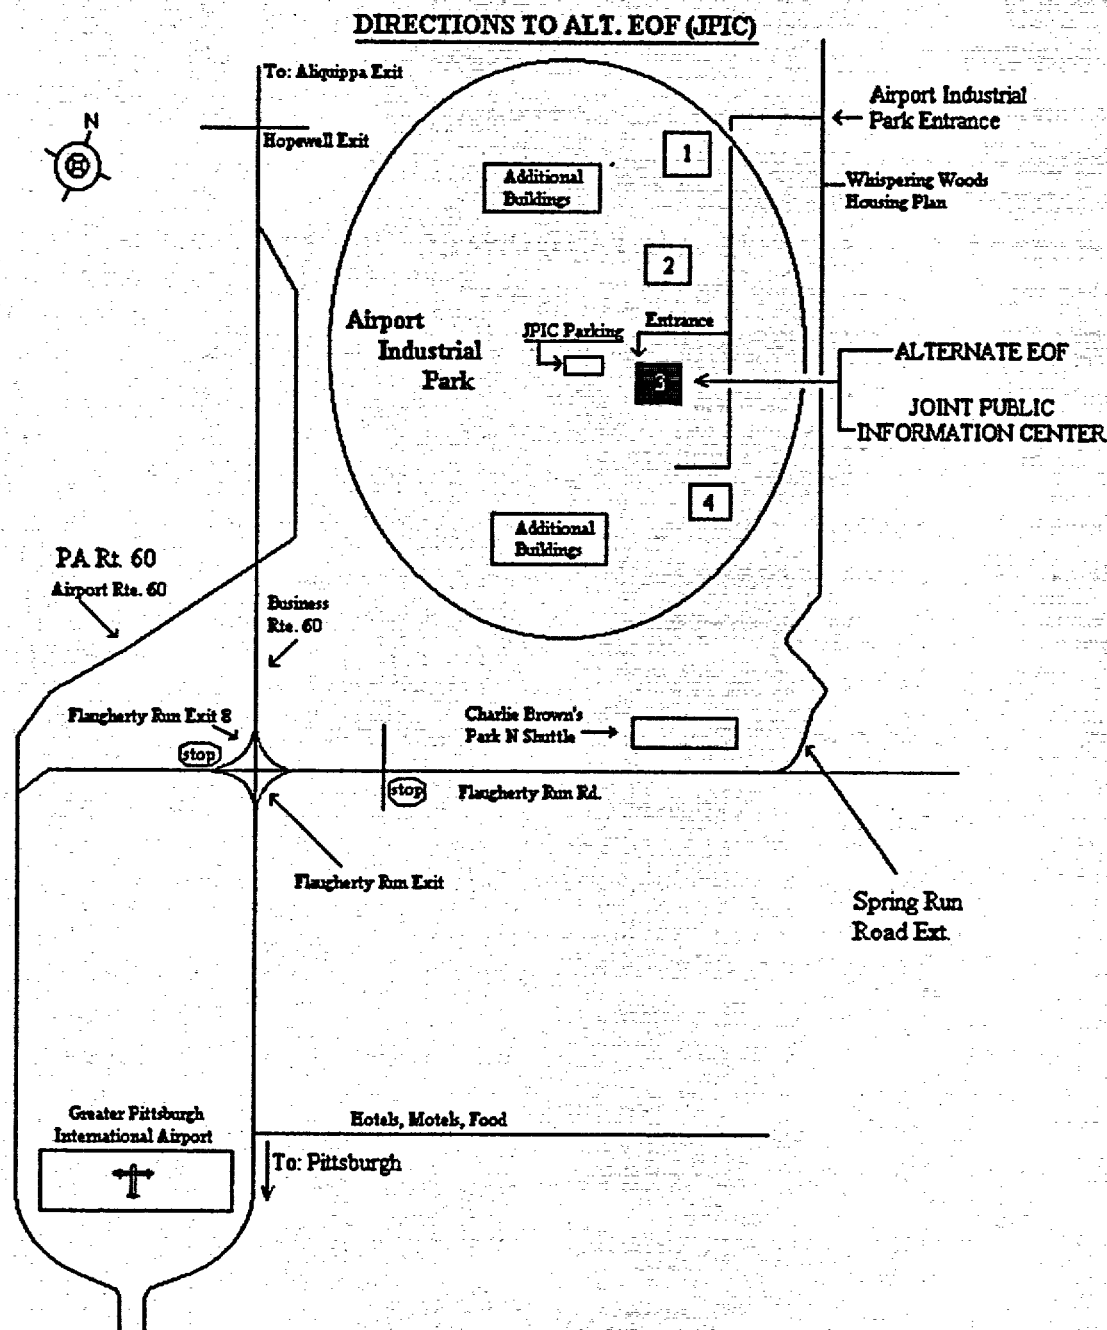 DIRECTIONS TO ALT. EOF (JPIC)
To: Aliquippa Exit
N
Hopewell Exit
Airport Industrial
Park Entrance
1
Additional
Buildings
Whispering Woods
Housing Plan
2
Airport
Industrial
Park
JPIC Parking
Entrance
3
ALTERNATE EOF
JOINT PUBLIC
INFORMATION CENTER
4
Additional
Buildings
PA Rt. 60
Airport Rte. 60
Business
Rte. 60
Flaugherty Run Exit 8
stop
Charlie Brown's
Park N Shuttle
stop
Flaugherty Run Rd.
Flaugherty Run Exit
Spring Run
Road Ext.
Greater Pittsburgh
International Airport
Hotels, Motels, Food
To: Pittsburgh